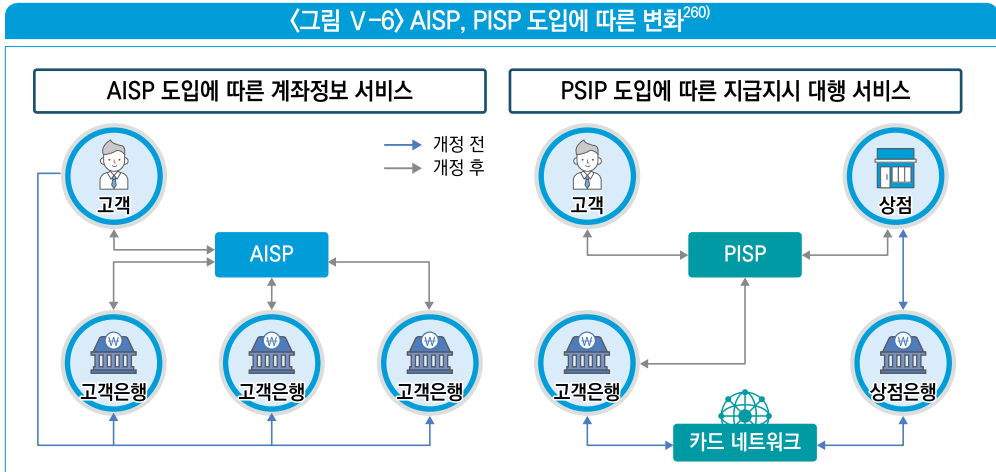 〈그림 Ⅴ-6〉 AISP, PISP 도입에 따른 변화260)
AISP 도입에 따른 계좌정보 서비스
PSIP 도입에 따른 지급지시 대행 서비스
개정 전
개정 후
고객
AISP
₩
고객은행
₩
고객은행
₩
고객은행
고객
상점
PISP
₩
고객은행
₩
상점은행
카드 네트워크